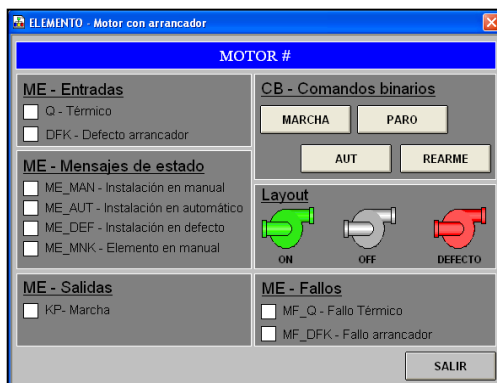 ELEMENTO - Motor con arrancador
MOTOR #
ME - Entradas
Q - Térmico
DFK - Defecto arrancador
ME - Mensajes de estado
ME_MAN - Instalación en manual
ME_AUT - Instalación en automático
ME_DEF - Instalación en defecto
ME_MNK - Elemento en manual
ME - Salidas
KP- Marcha
CB - Comandos binarios
MARCHA PARO
AUT REARME
Layout
ON OFF DEFECTO
ME - Fallos
MF_Q - Fallo Térmico
MF_DFK - Fallo arrancador
SALIR